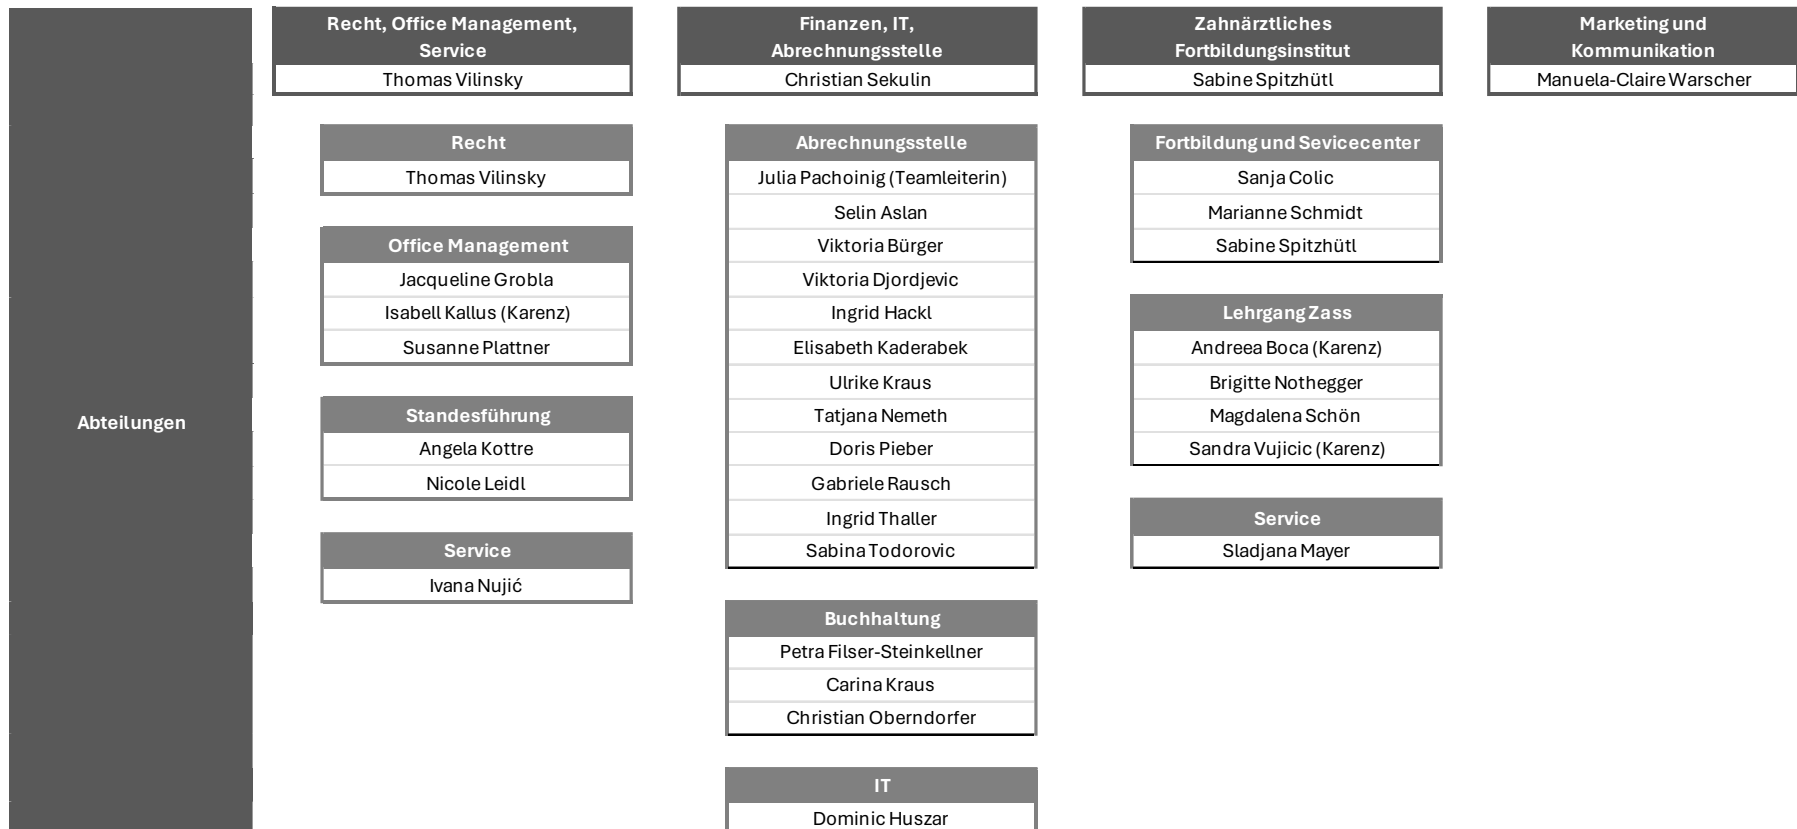 Abteilungen
Recht, Office Management,
Service
Thomas Vilinsky
Recht
Thomas Vilinsky
Office Management
Jacqueline Grobla
Isabell Kallus (Karenz)
Susanne Plattner
Standesführung
Angela Kottre
Nicole Leidl
Service
Ivana Nujić
Finanzen, IT,
Abrechnungsstelle
Christian Sekulin
Abrechnungsstelle
Julia Pachoinig (Teamleiterin)
Selin Aslan
Viktoria Bürger
Viktoria Djordjevic
Ingrid Hackl
Elisabeth Kaderabek
Ulrike Kraus
Tatjana Nemeth
Doris Pieber
Gabriele Rausch
Ingrid Thaller
Sabina Todorovic
Buchhaltung
Petra Filser-Steinkellner
Carina Kraus
Christian Oberndorfer
IT
Dominic Huszar
Zahnärztliches
Fortbildungsinstitut
Sabine Spitzhütl
Fortbildung und Sevicecenter
Sanja Colic
Marianne Schmidt
Sabine Spitzhütl
Lehrgang Zass
Andreea Boca (Karenz)
Brigitte Nothegger
Magdalena Schön
Sandra Vujicic (Karenz)
Service
Sladjana Mayer
Marketing und
Kommunikation
Manuela-Claire Warscher